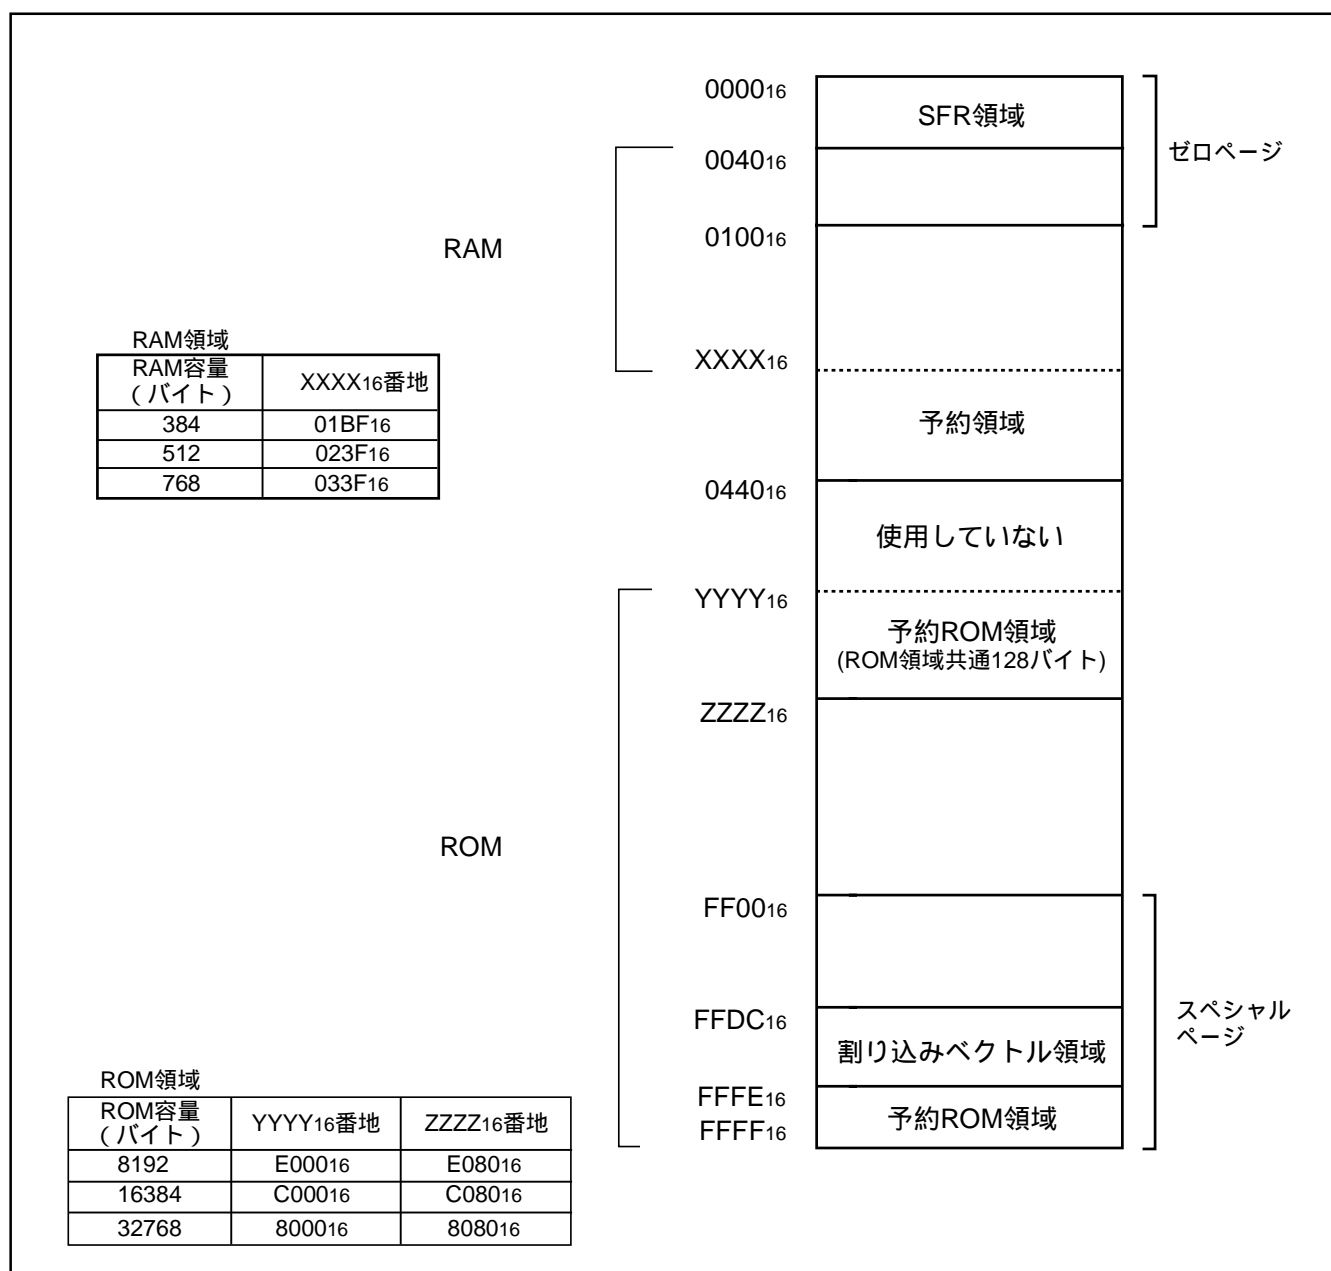 0000₁₆
SFR領域
ゼロページ
0040₁₆
0100₁₆
RAM
XXXX₁₆
RAM領域
RAM容量
(バイト)
XXXX₁₆番地
384 01BF₁₆
512 023F₁₆
768 033F₁₆
予約領域
0440₁₆
使用していない
YYYY₁₆
予約ROM領域
(ROM領域共通128バイト)
ZZZZ₁₆
ROM
FF00₁₆
FFDC₁₆
割り込みベクトル領域
スペシャル
ページ
FFFE₁₆
FFFF₁₆
予約ROM領域
ROM領域
ROM容量
(バイト)
YYYY₁₆番地 ZZZZ₁₆番地
8192 E000₁₆ E080₁₆
16384 C000₁₆ C080₁₆
32768 8000₁₆ 8080₁₆